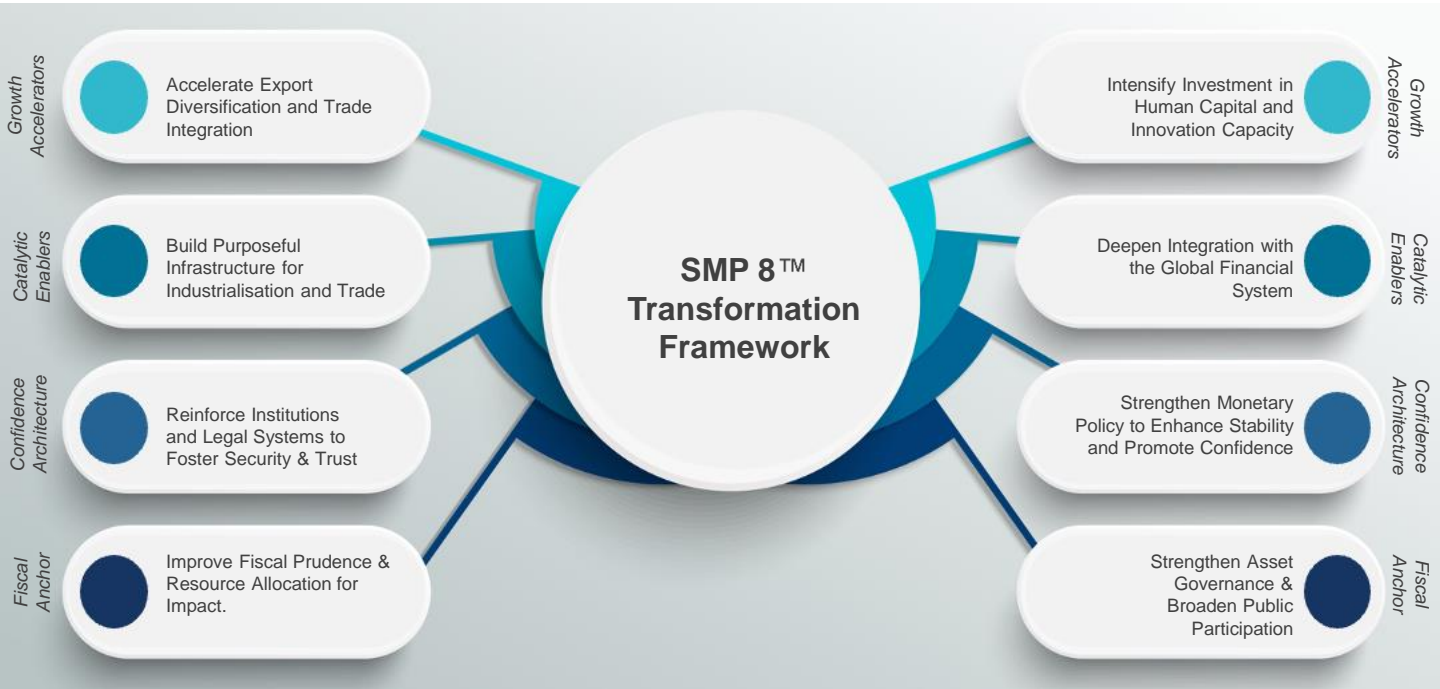 Growth
Accelerators
Accelerate Export
Diversification and Trade
Integration
Catalytic
Enablers
Build Purposeful
Infrastructure for
Industrialisation and Trade
Confidence
Architecture
Reinforce Institutions
and Legal Systems to
Foster Security & Trust
Fiscal
Anchor
Improve Fiscal Prudence &
Resource Allocation for
Impact.
SMP 8™
Transformation
Framework
Intensify Investment in
Human Capital and
Innovation Capacity
Growth
Accelerators
Deepen Integration with
the Global Financial
System
Catalytic
Enablers
Strengthen Monetary
Policy to Enhance Stability
and Promote Confidence
Confidence
Architecture
Strengthen Asset
Governance &
Broaden Public
Participation
Fiscal
Anchor